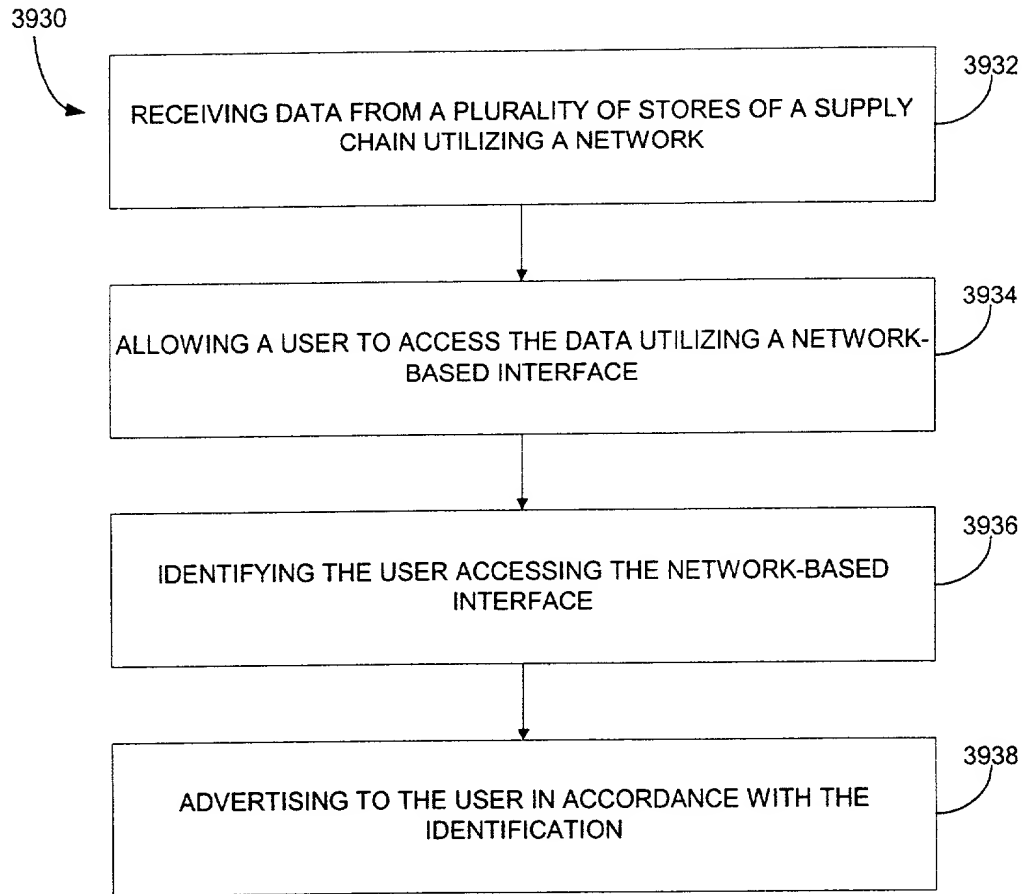 3930
3932
RECEIVING DATA FROM A PLURALITY OF STORES OF A SUPPLY
CHAIN UTILIZING A NETWORK
3934
ALLOWING A USER TO ACCESS THE DATA UTILIZING A NETWORK-
BASED INTERFACE
3936
IDENTIFYING THE USER ACCESSING THE NETWORK-BASED
INTERFACE
3938
ADVERTISING TO THE USER IN ACCORDANCE WITH THE
IDENTIFICATION